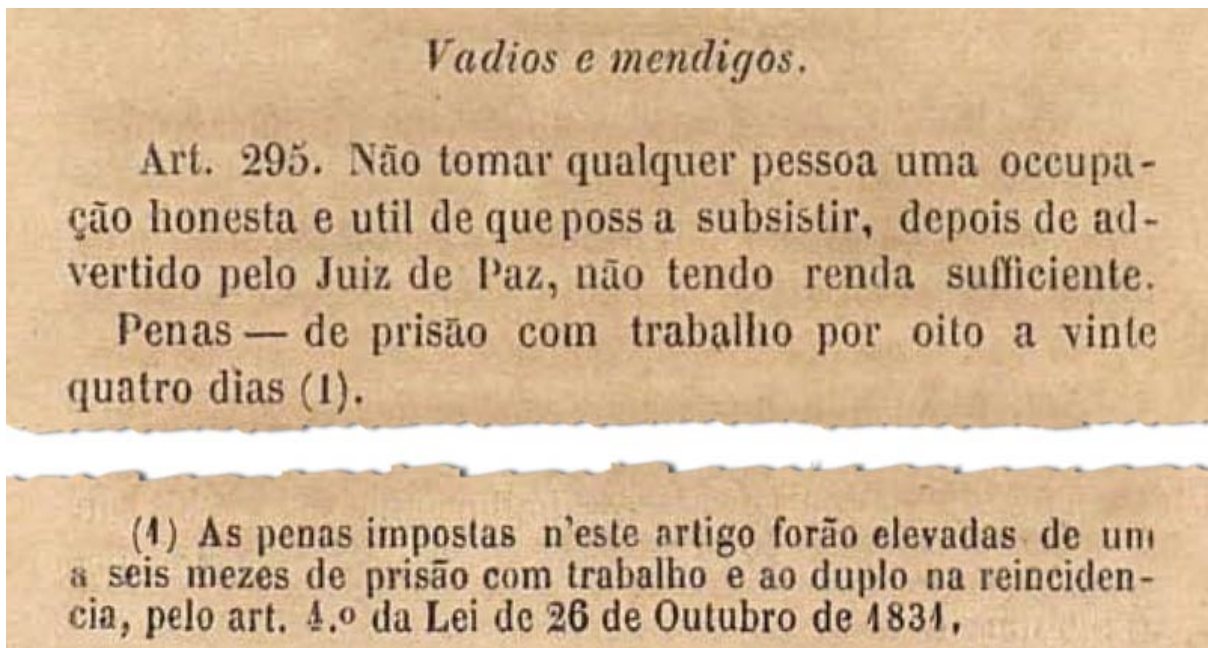 Vadios e mendigos.
Art. 295. Não tomar qualquer pessoa uma occupa-
ção honesta e util de que poss a subsistir, depois de ad-
vertido pelo Juiz de Paz, não tendo renda sufficiente.
Penas — de prisão com trabalho por oito a vinte
quatro dias (1).
(1) As penas impostas n'este artigo forão elevadas de um
a seis mezes de prisão com trabalho e ao duplo na reinciden-
cia, pelo art. 4.º da Lei de 26 de Outubro de 1831.